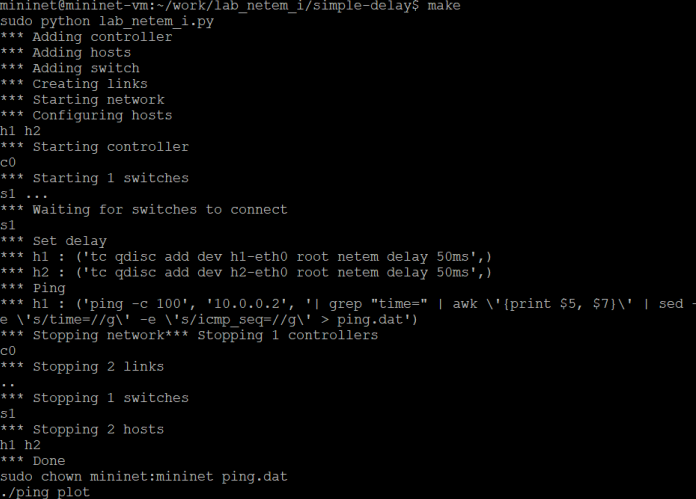 mininet@mininet-vm:~/work/lab_netem_i/simple-delay$ make
sudo python lab_netem_i.py
*** Adding controller
*** Adding hosts
*** Adding switch
*** Creating links
*** Starting network
*** Configuring hosts
h1 h2
*** Starting controller
c0
*** Starting 1 switches
s1 ...
*** Waiting for switches to connect
s1
*** Set delay
*** h1 : ('tc qdisc add dev h1-eth0 root netem delay 50ms',)
*** h2 : ('tc qdisc add dev h2-eth0 root netem delay 50ms',)
*** Ping
*** h1 : ('ping -c 100', '10.0.0.2', '| grep "time=" | awk \'{print $5, $7}\' | sed -
e \'s/time=//g\' -e \'s/icmp_seq=//g\' > ping.dat')
*** Stopping network*** Stopping 1 controllers
c0
*** Stopping 2 links
..
*** Stopping 1 switches
s1
*** Stopping 2 hosts
h1 h2
*** Done
sudo chown mininet:mininet ping.dat
./ping plot